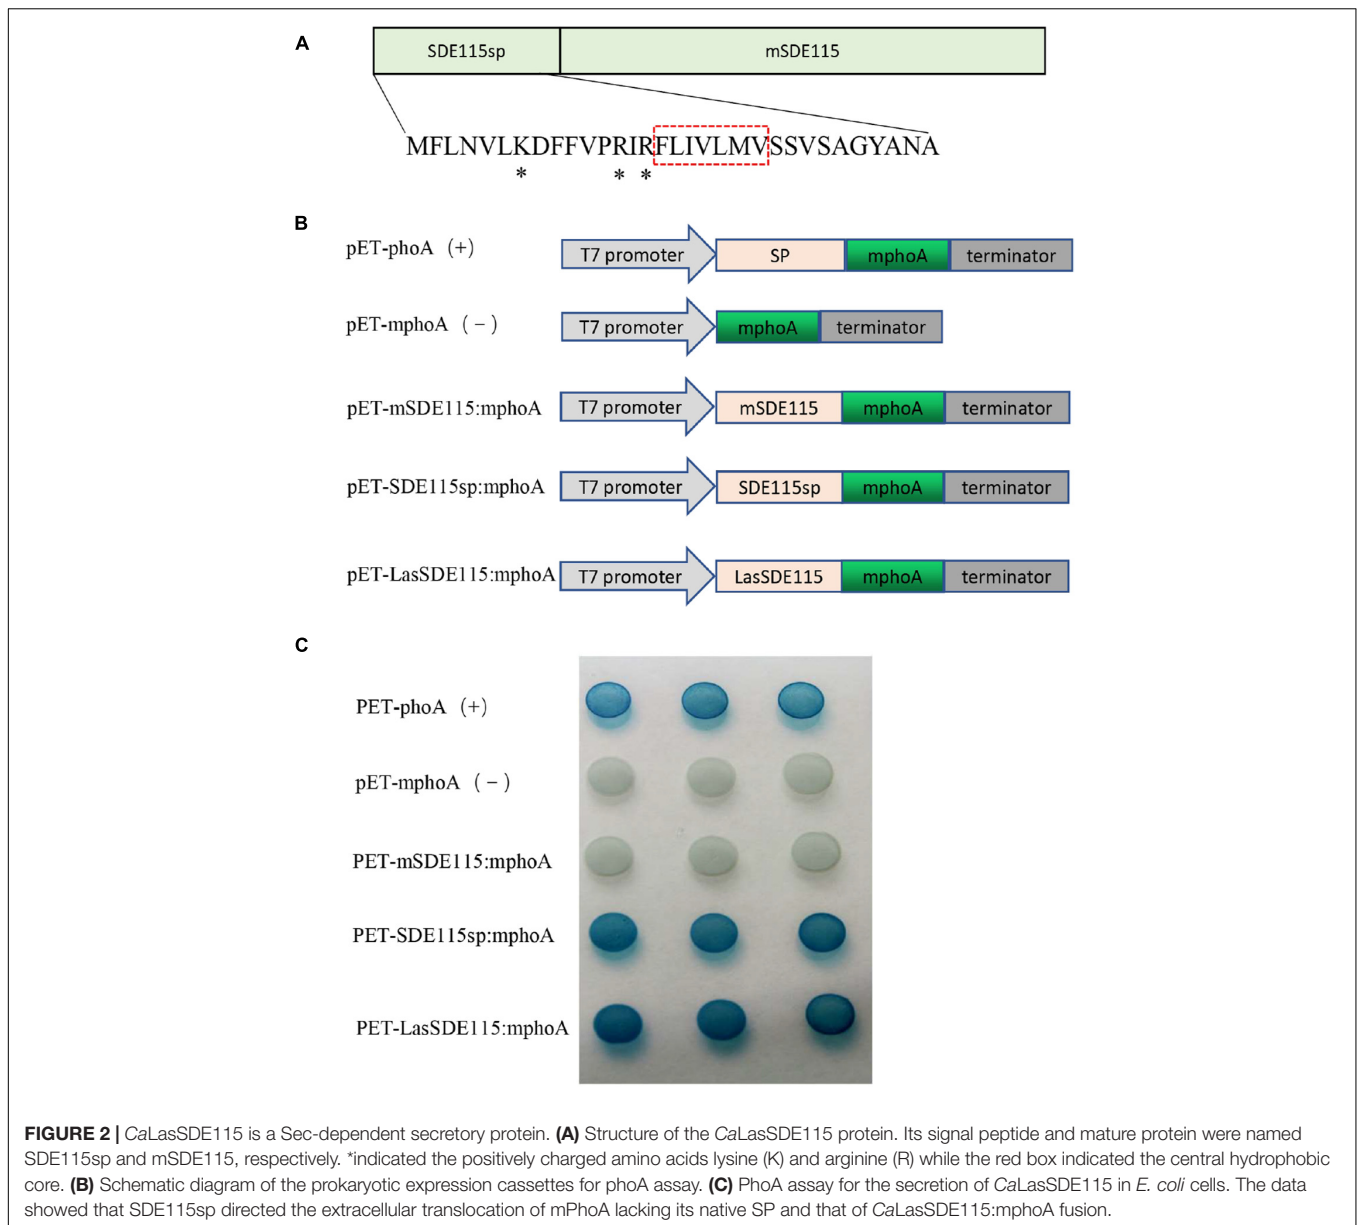 A
SDE115sp
mSDE115
MFLNVLKDFFVPRIRFLIVLMVSSVSAGYANA
* * *
B
pET-phoA (+)
T7 promoter
SP
mphoA
terminator
pET-mphoA (−)
T7 promoter
mphoA
terminator
pET-mSDE115:mphoA
T7 promoter
mSDE115
mphoA
terminator
pET-SDE115sp:mphoA
T7 promoter
SDE115sp
mphoA
terminator
pET-LasSDE115:mphoA
T7 promoter
LasSDE115
mphoA
terminator
C
PET-phoA (+)
pET-mphoA (−)
PET-mSDE115:mphoA
PET-SDE115sp:mphoA
PET-LasSDE115:mphoA
FIGURE 2 | CaLasSDE115 is a Sec-dependent secretory protein. (A) Structure of the CaLasSDE115 protein. Its signal peptide and mature protein were named
SDE115sp and mSDE115, respectively. *indicated the positively charged amino acids lysine (K) and arginine (R) while the red box indicated the central hydrophobic
core. (B) Schematic diagram of the prokaryotic expression cassettes for phoA assay. (C) PhoA assay for the secretion of CaLasSDE115 in E. coli cells. The data
showed that SDE115sp directed the extracellular translocation of mPhoA lacking its native SP and that of CaLasSDE115:mphoA fusion.